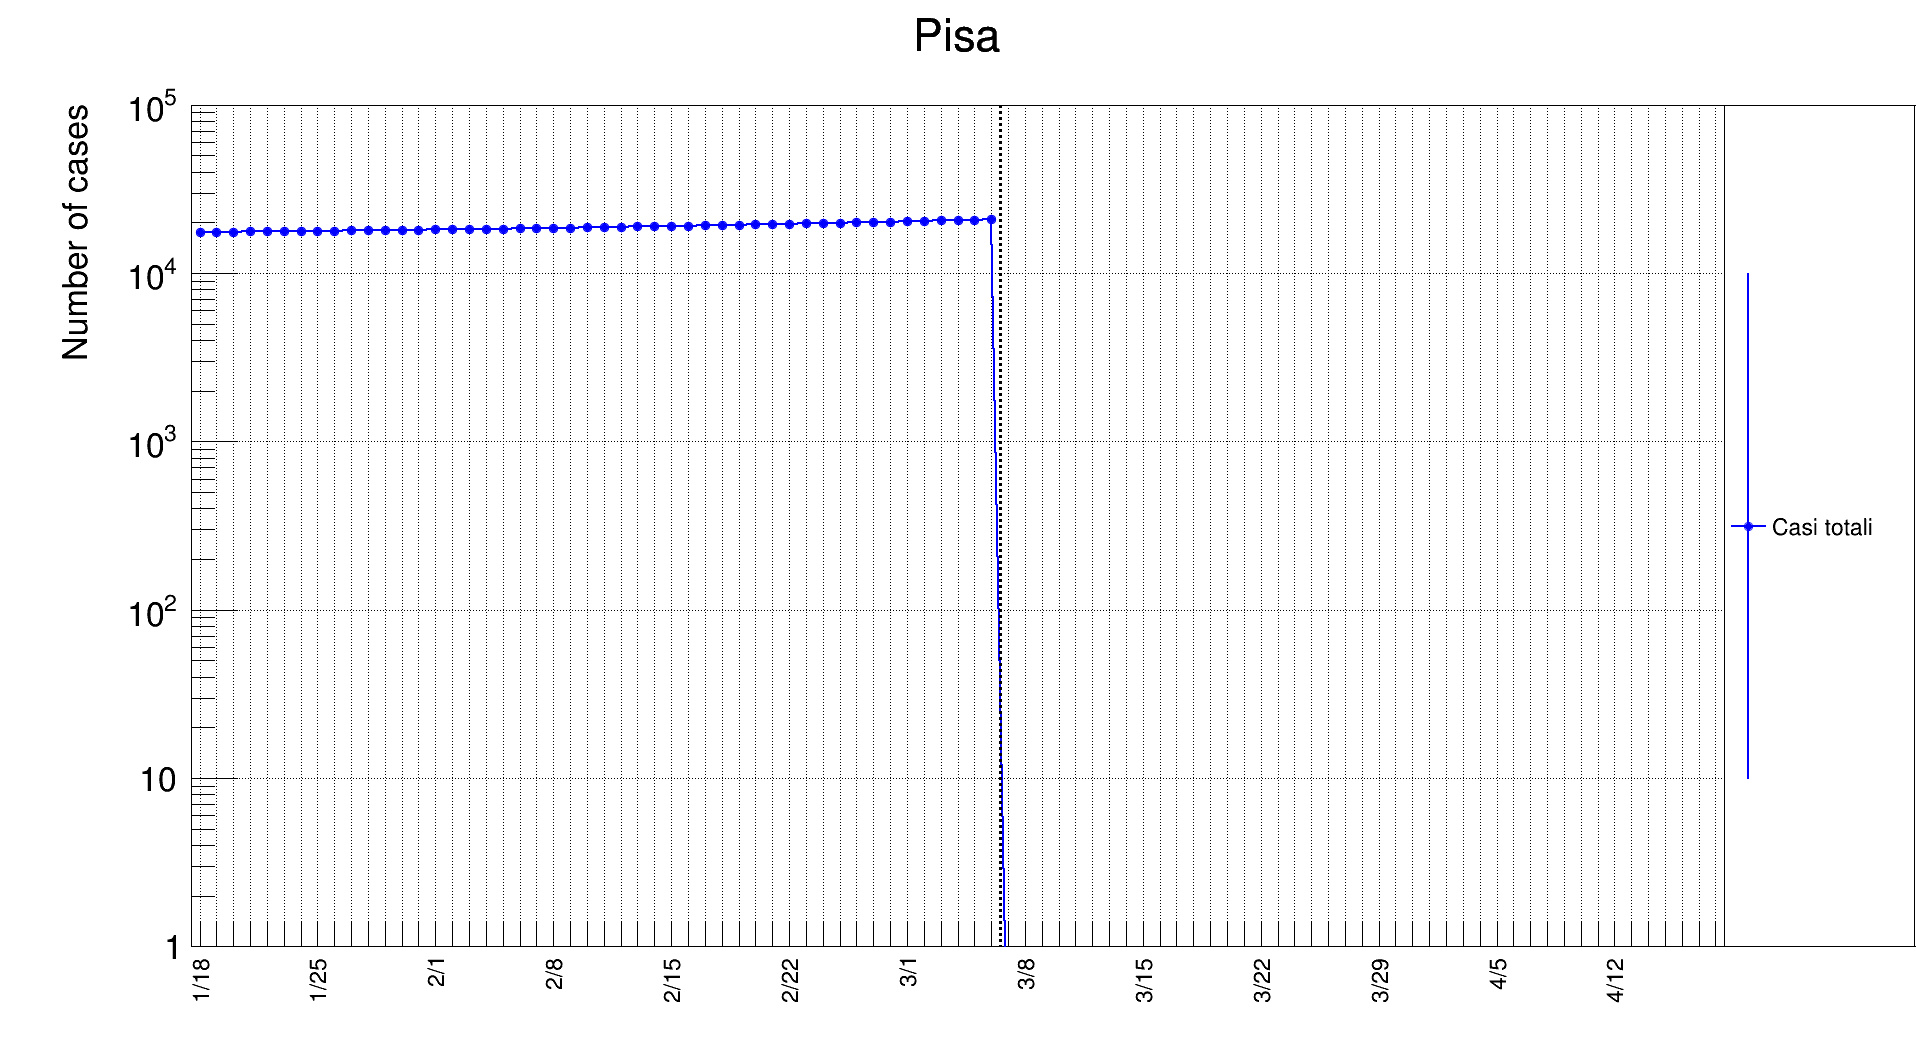 Pisa
Number of cases
10^5
10^4
10^3
10^2
10
1
1/18 1/25 2/1 2/8 2/15 2/22 3/1 3/8 3/15 3/22 3/29 4/5 4/12
Casi totali